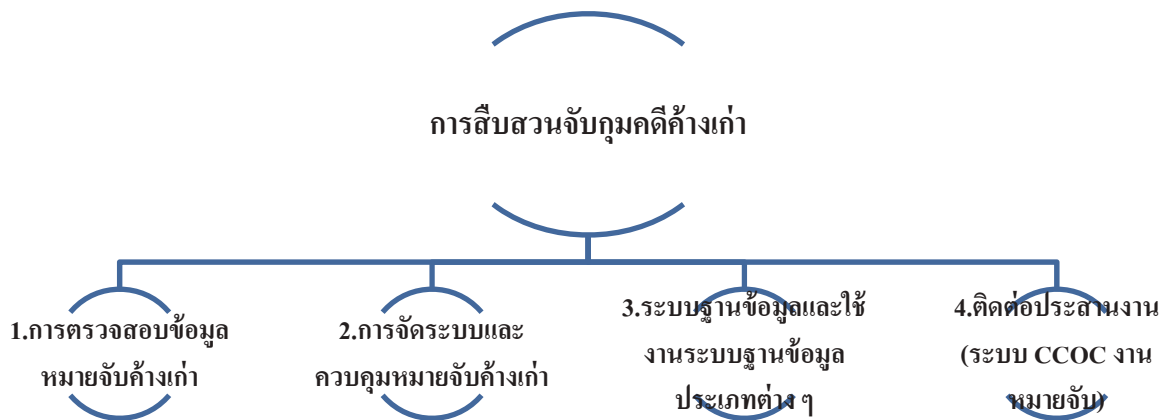 การสืบสวนจับกุมคดีค้างเก่า
1.การตรวจสอบข้อมูล
หมายจับค้างเก่า
2.การจัดระบบและ
ควบคุมหมายจับค้างเก่า
3.ระบบฐานข้อมูลและใช้
งานระบบฐานข้อมูล
ประเภทต่าง ๆ
4.ติดต่อประสานงาน
(ระบบ CCOC งาน
หมายจับ)